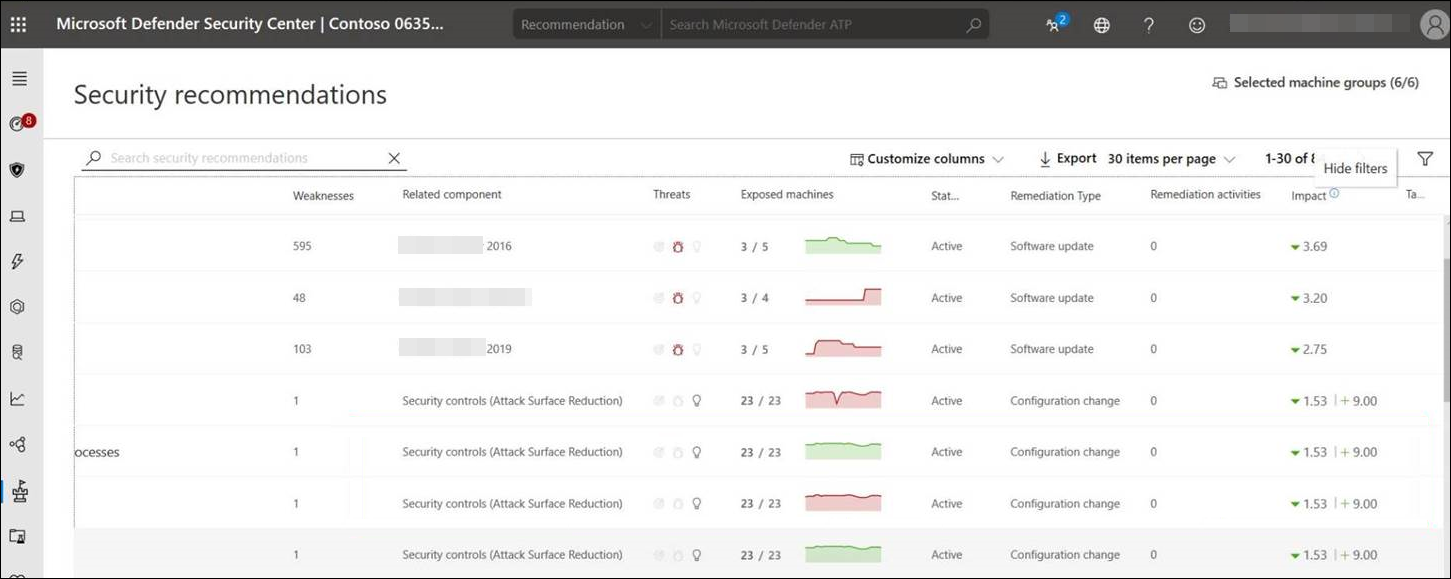 Microsoft Defender Security Center | Contoso 0635... Recommendation Search Microsoft Defender ATP 2
Security recommendations
Selected machine groups (6/6)
8
Search security recommendations Customize columns Export 30 items per page 1-30 of
Hide filters
Weaknesses Related component Threats Exposed machines Stat... Remediation Type Remediation activities Impact Ta...
595 2016 3 / 5 Active Software update 0 3.69
48 3 / 4 Active Software update 0 3.20
103 2019 3 / 5 Active Software update 0 2.75
1 Security controls (Attack Surface Reduction) 23 / 23 Active Configuration change 0 1.53 | + 9.00
ocesses 1 Security controls (Attack Surface Reduction) 23 / 23 Active Configuration change 0 1.53 | + 9.00
1 Security controls (Attack Surface Reduction) 23 / 23 Active Configuration change 0 1.53 | + 9.00
1 Security controls (Attack Surface Reduction) 23 / 23 Active Configuration change 0 1.53 | + 9.00